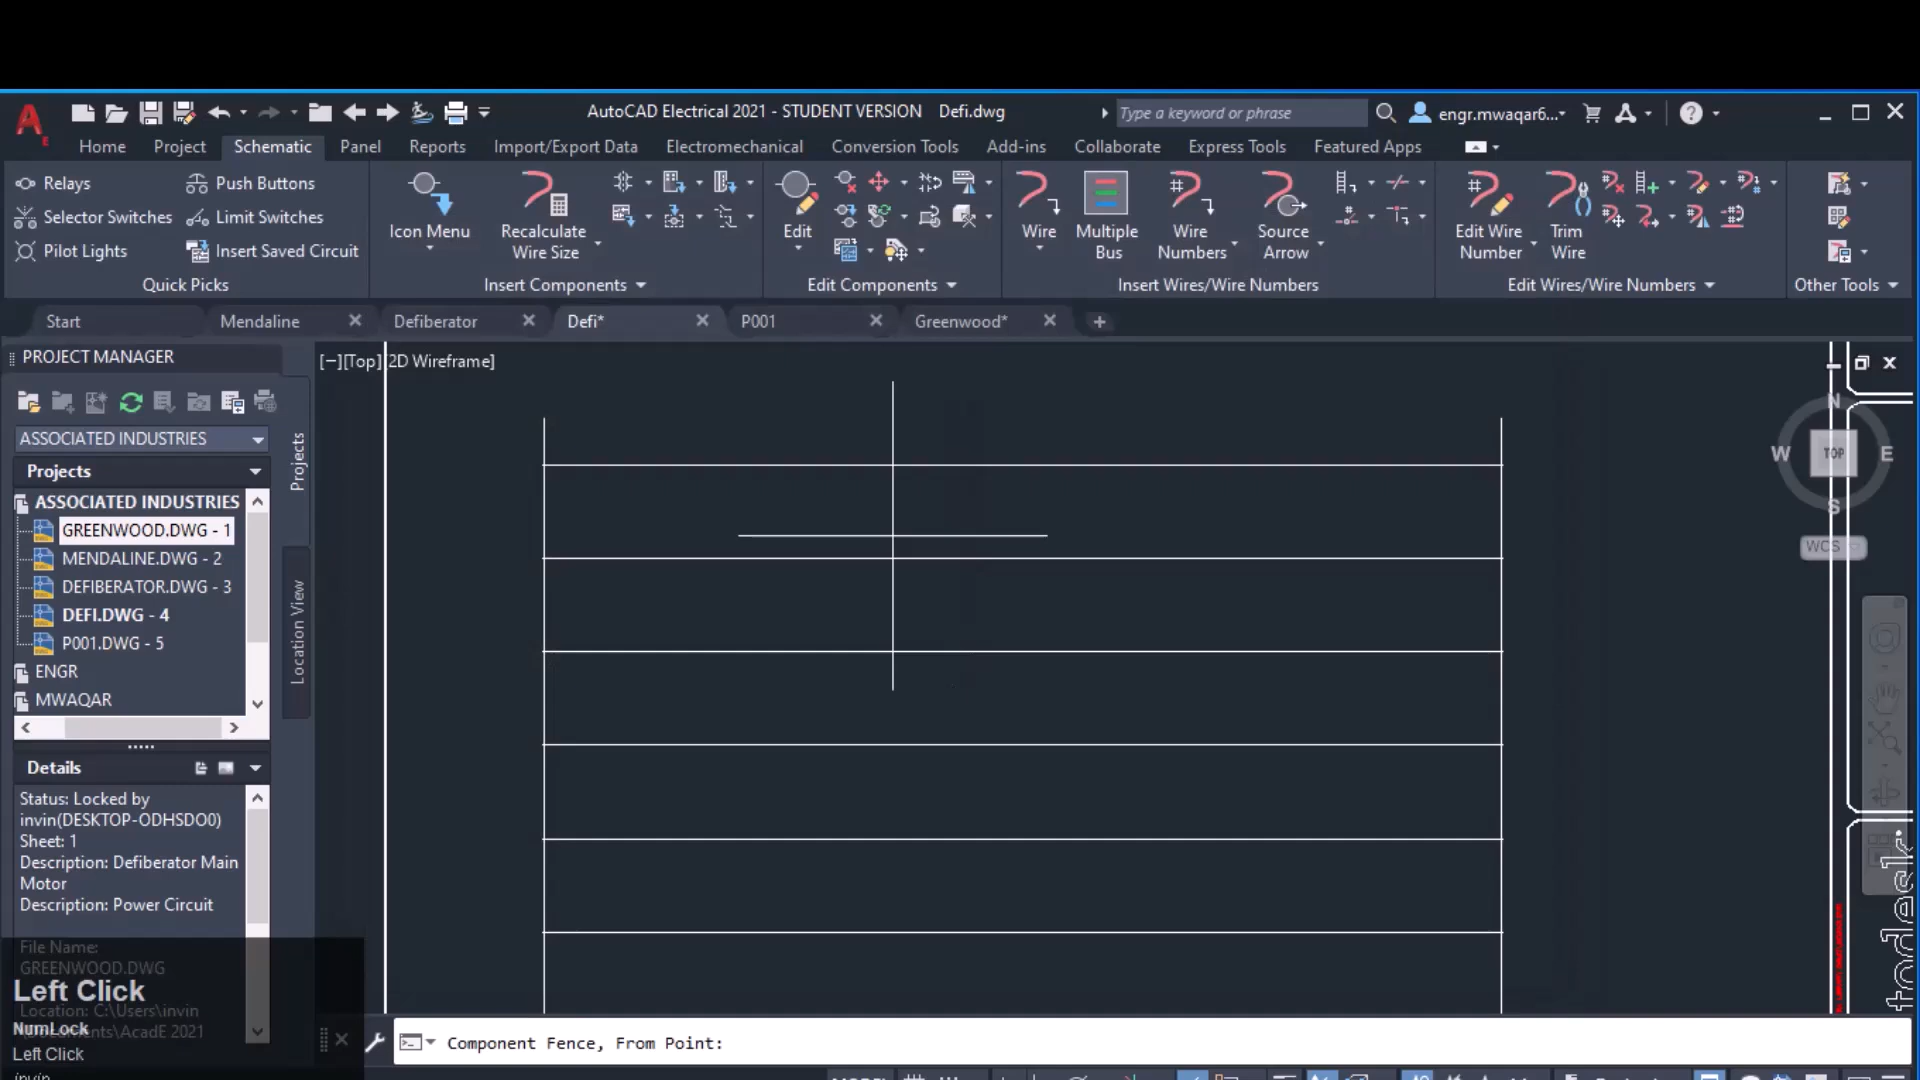 AutoCAD Electrical 2021 - STUDENT VERSION Defi.dwg Type a keyword or phrase engr.mwaqar6...
Home Project Schematic Panel Reports Import/Export Data Electromechanical Conversion Tools Add-ins Collaborate Express Tools Featured Apps
Relays Push Buttons
Selector Switches Limit Switches
Pilot Lights Insert Saved Circuit
Icon Menu
Recalculate
Wire Size
Edit
Wire
Multiple
Bus
Wire
Numbers
Source
Arrow
Edit Wire
Number
Trim
Wire
Quick Picks Insert Components Edit Components Insert Wires/Wire Numbers Edit Wires/Wire Numbers Other Tools
Start Mendaline Defiberator Defi* P001 Greenwood*
PROJECT MANAGER
[−][Top][2D Wireframe]
ASSOCIATED INDUSTRIES
Projects
Projects
Location View
ASSOCIATED INDUSTRIES
GREENWOOD.DWG - 1
MENDALINE.DWG - 2
DEFIBERATOR.DWG - 3
DEFI.DWG - 4
P001.DWG - 5
ENGR
MWAQAR
N
W TOP E
S
WCS
Details
Status: Locked by
invin(DESKTOP-ODHSDO0)
Sheet: 1
Description: Defiberator Main
Motor
Description: Power Circuit
File Name:
GREENWOOD.DWG
Location: C:\Users\invin
\Documents\AcadE 2021
Left Click
NumLock
Left Click
invin
Component Fence, From Point: